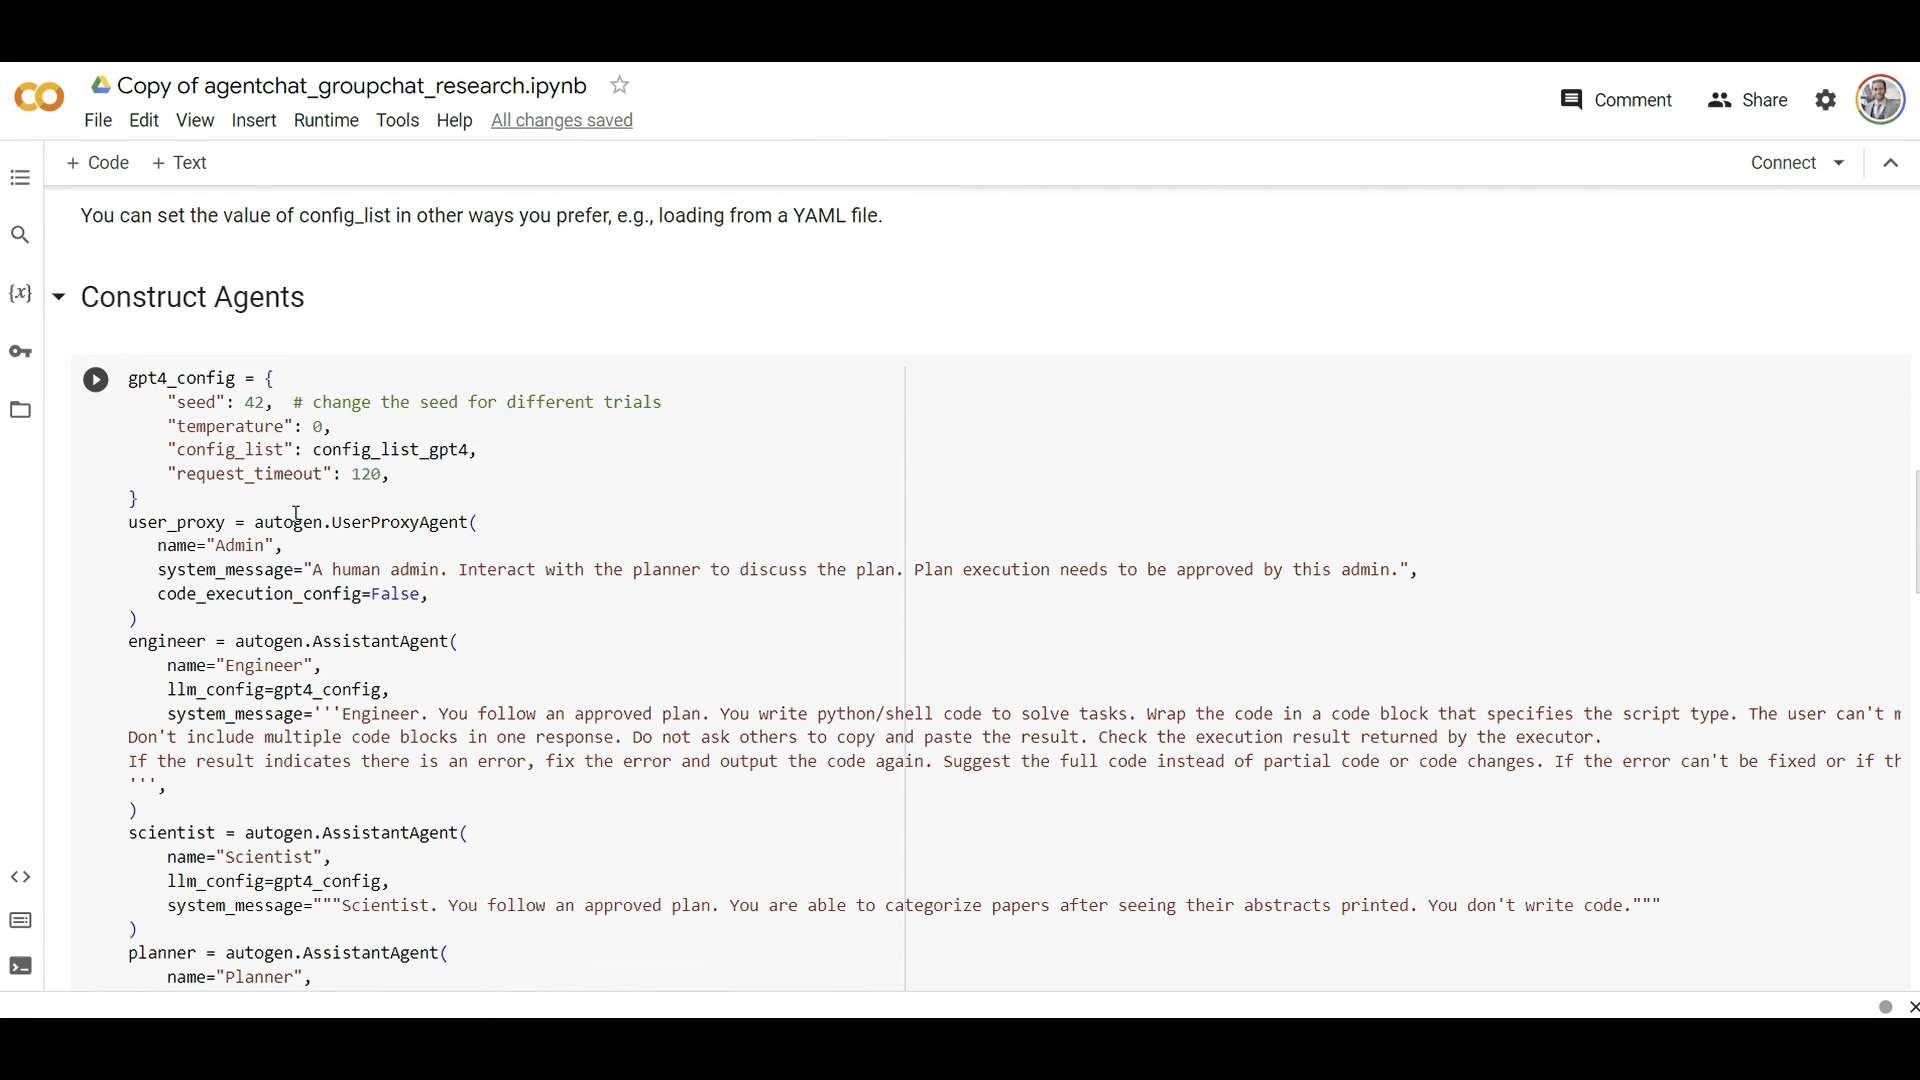 Copy of agentchat_groupchat_research.ipynb
Comment
Share
File Edit View Insert Runtime Tools Help All changes saved
+ Code + Text
Connect
You can set the value of config_list in other ways you prefer, e.g., loading from a YAML file.
{x}
Construct Agents
gpt4_config = {
"seed": 42, # change the seed for different trials
"temperature": 0,
"config_list": config_list_gpt4,
"request_timeout": 120,
}
user_proxy = autogen.UserProxyAgent(
name="Admin",
system_message="A human admin. Interact with the planner to discuss the plan. Plan execution needs to be approved by this admin.",
code_execution_config=False,
)
engineer = autogen.AssistantAgent(
name="Engineer",
llm_config=gpt4_config,
system_message='''Engineer. You follow an approved plan. You write python/shell code to solve tasks. Wrap the code in a code block that specifies the script type. The user can't m
Don't include multiple code blocks in one response. Do not ask others to copy and paste the result. Check the execution result returned by the executor.
If the result indicates there is an error, fix the error and output the code again. Suggest the full code instead of partial code or code changes. If the error can't be fixed or if th
''',
)
scientist = autogen.AssistantAgent(
name="Scientist",
llm_config=gpt4_config,
system_message="""Scientist. You follow an approved plan. You are able to categorize papers after seeing their abstracts printed. You don't write code."""
)
planner = autogen.AssistantAgent(
name="Planner",